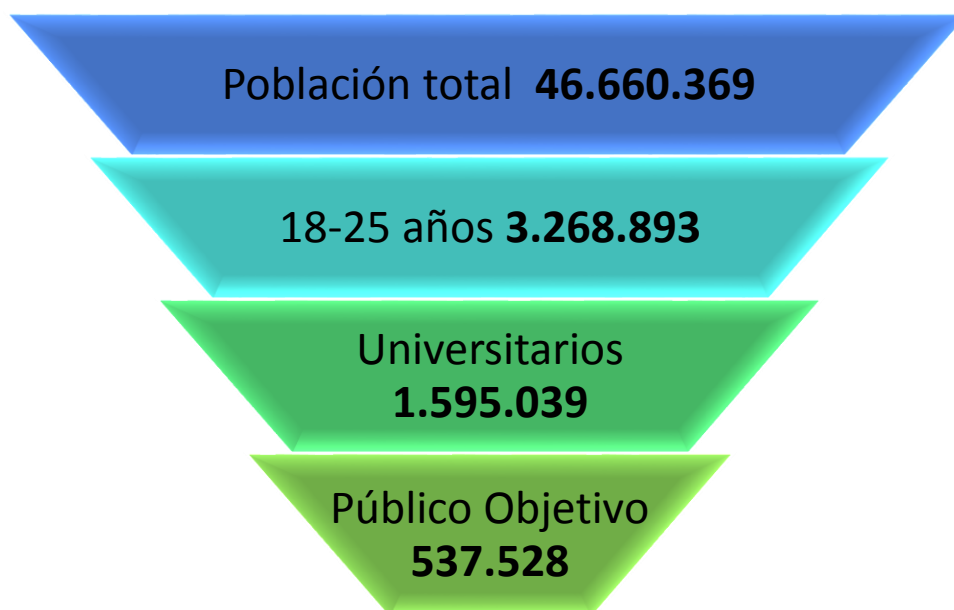 Población total 46.660.369
18-25 años 3.268.893
Universitarios
1.595.039
Público Objetivo
537.528